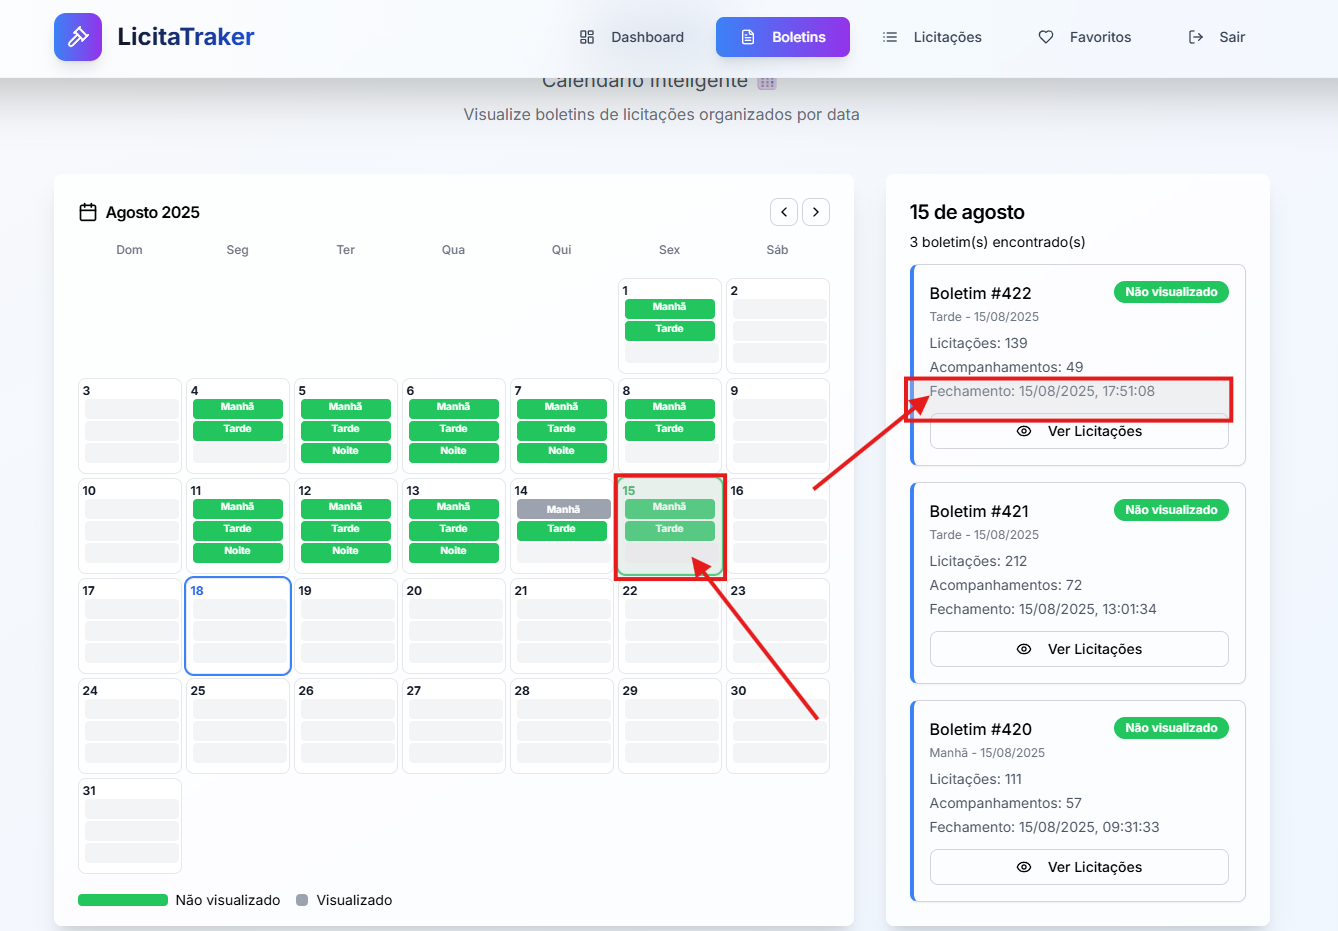 LicitaTraker
Dashboard
Boletins
Licitações
Favoritos
Sair
Calendário Inteligente
Visualize boletins de licitações organizados por data
Agosto 2025
Dom Seg Ter Qua Qui Sex Sáb
1 2
Manhã
Tarde
3 4 5 6 7 8 9
Manhã Manhã Manhã Manhã Manhã
Tarde Tarde Tarde Tarde Tarde
Noite Noite Noite
10 11 12 13 14 15 16
Manhã Manhã Manhã Manhã Manhã
Tarde Tarde Tarde Tarde Tarde
Noite Noite Noite
17 18 19 20 21 22 23
24 25 26 27 28 29 30
31
Não visualizado Visualizado
15 de agosto
3 boletim(s) encontrado(s)
Boletim #422 Não visualizado
Tarde - 15/08/2025
Licitações: 139
Acompanhamentos: 49
Fechamento: 15/08/2025, 17:51:08
Ver Licitações
Boletim #421 Não visualizado
Tarde - 15/08/2025
Licitações: 212
Acompanhamentos: 72
Fechamento: 15/08/2025, 13:01:34
Ver Licitações
Boletim #420 Não visualizado
Manhã - 15/08/2025
Licitações: 111
Acompanhamentos: 57
Fechamento: 15/08/2025, 09:31:33
Ver Licitações